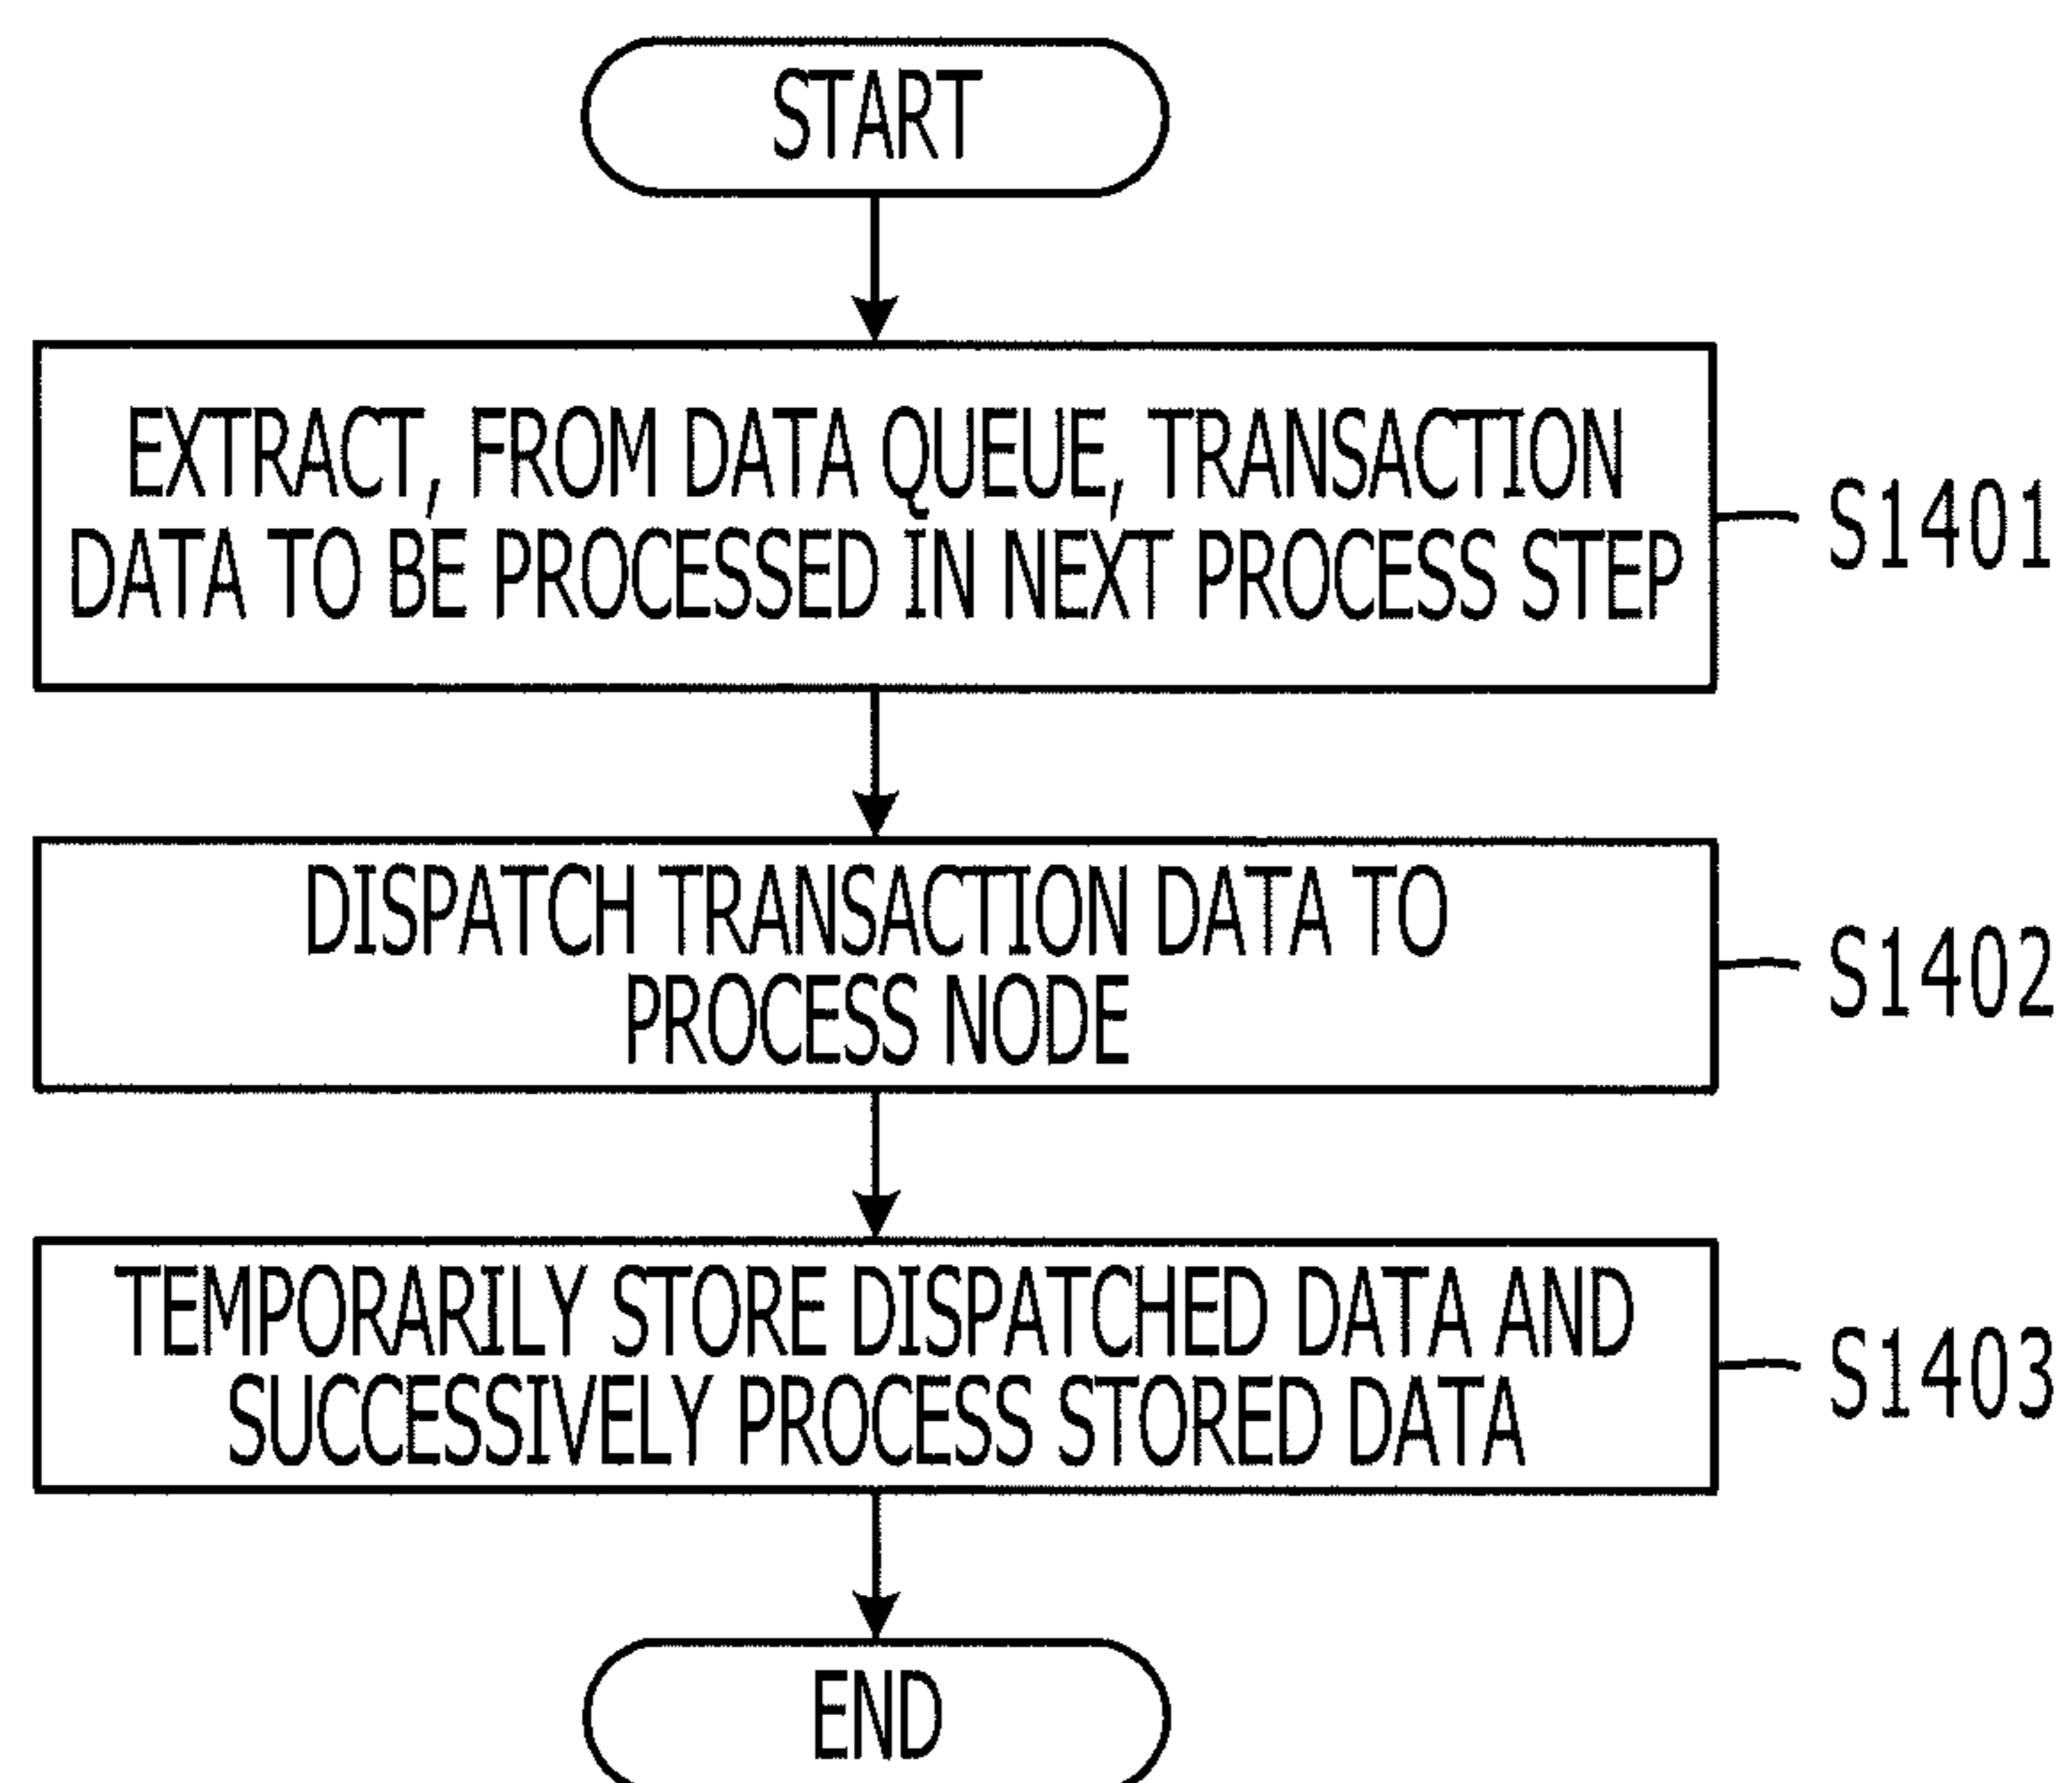 START
EXTRACT, FROM DATA QUEUE, TRANSACTION
DATA TO BE PROCESSED IN NEXT PROCESS STEP
S1401
DISPATCH TRANSACTION DATA TO
PROCESS NODE
S1402
TEMPORARILY STORE DISPATCHED DATA AND
SUCCESSIVELY PROCESS STORED DATA
S1403
END